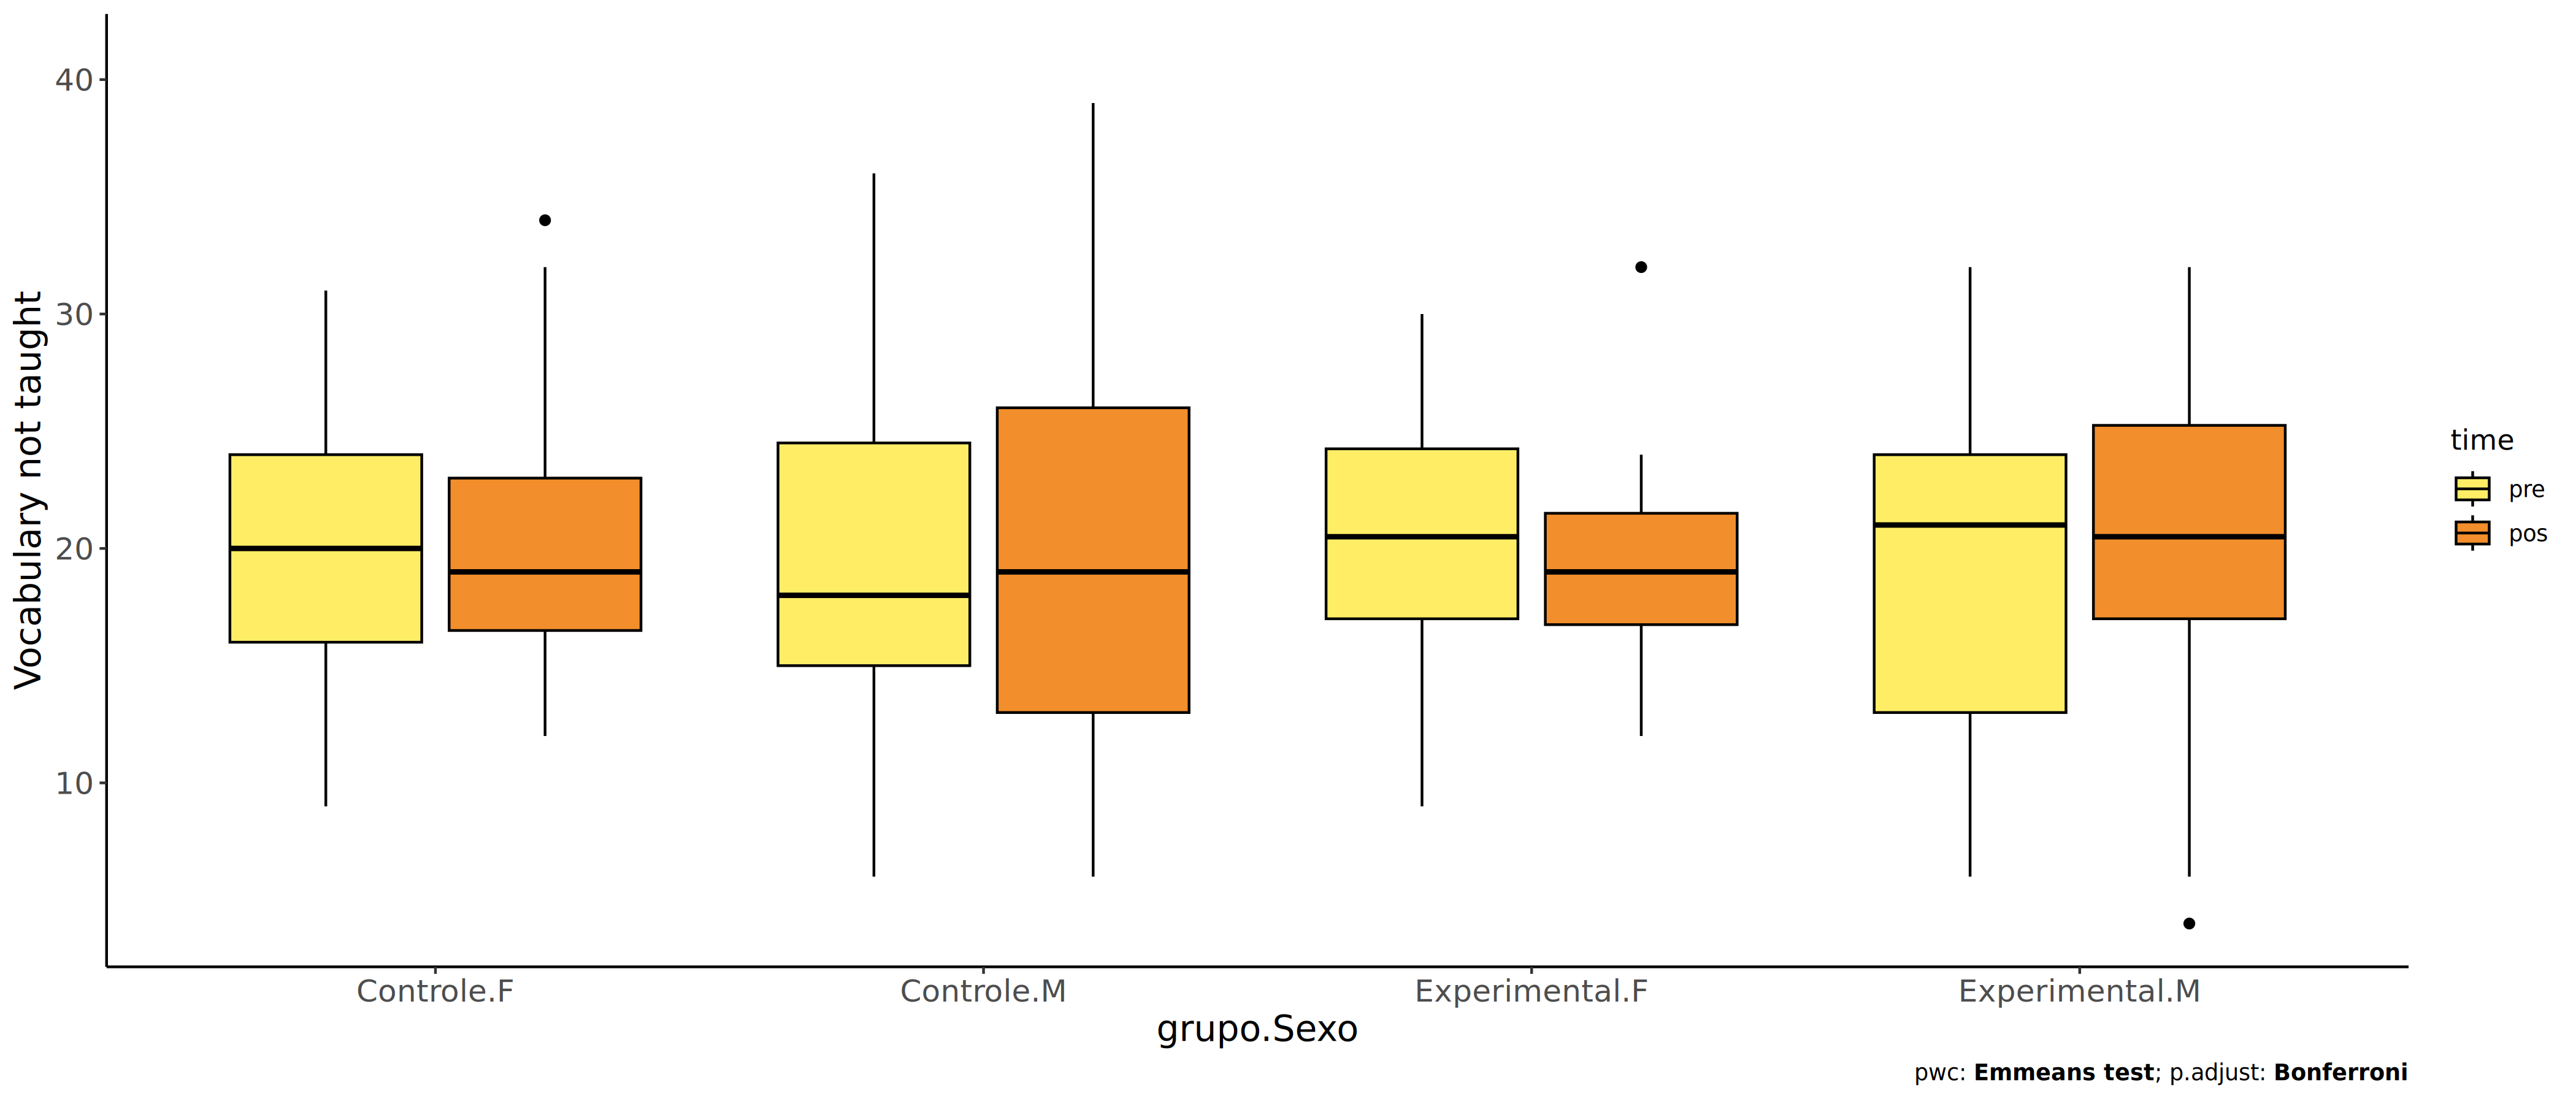 Vocabulary not taught
40
30
20
10
Controle.F
Controle.M
Experimental.F
Experimental.M
grupo.Sexo
time
pre
pos
pwc: Emmeans test; p.adjust: Bonferroni